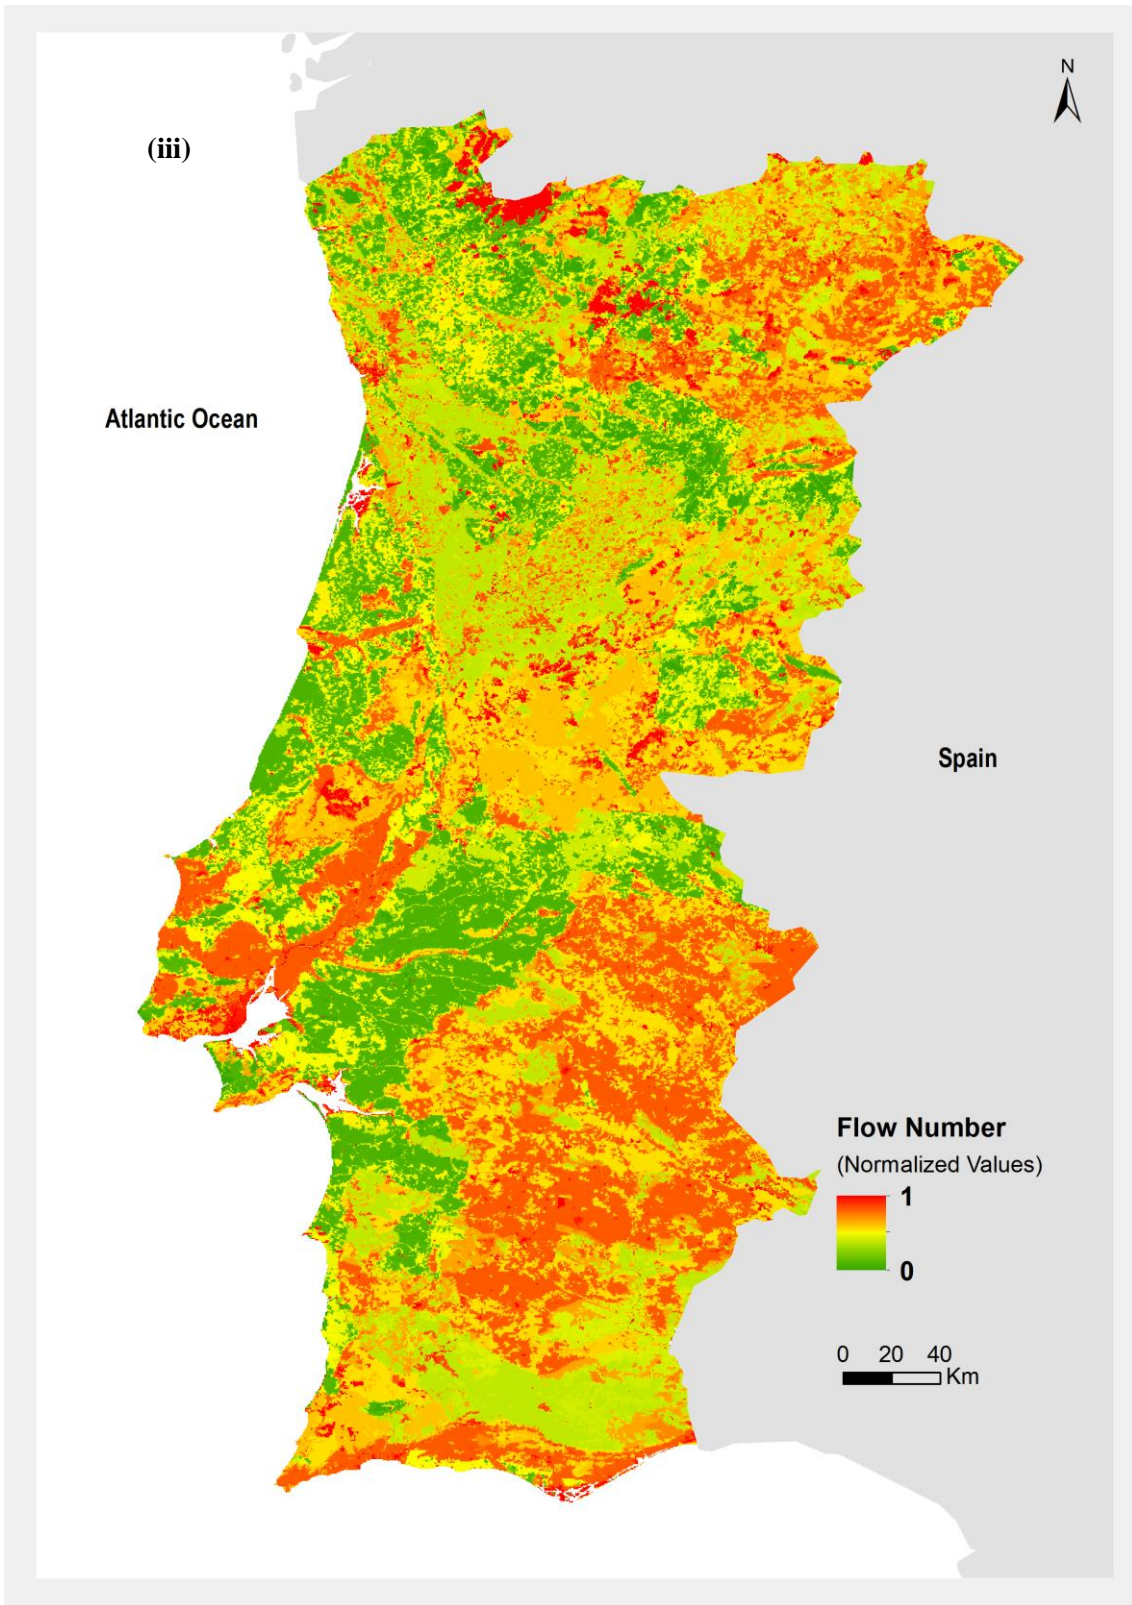 N
(iii)
Atlantic Ocean
Spain
Flow Number
(Normalized Values)
1
0
0 20 40
Km